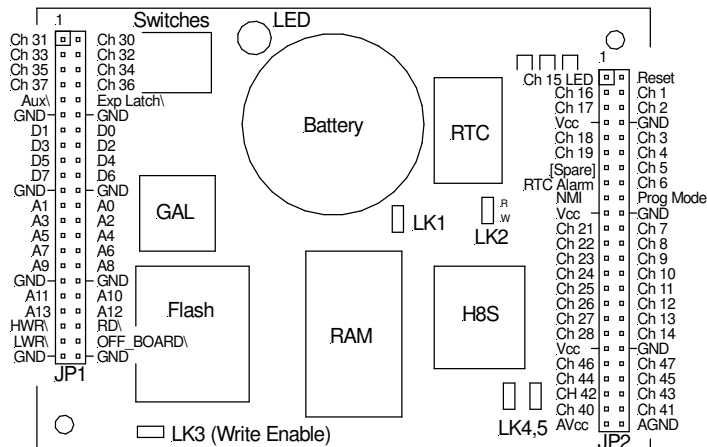 1
Switches
LED
1
Ch 31 Ch 30
Ch 33 Ch 32
Ch 35 Ch 34
Ch 37 Ch 36
Aux\ Exp Latch\
GND GND
D1 D0
D3 D2
D5 D4
D7 D6
GND GND
A1 A0
A3 A2
A5 A4
A7 A6
A9 A8
GND GND
A11 A10
A13 A12
HWR\ RD\
LWR\ OFF_BOARD\
GND GND
JP1
Battery
RTC
GAL
LK1
R
W
LK2
Flash
RAM
H8S
LK3 (Write Enable)
LK4,5
Ch 15 LED Reset
Ch 16 Ch 1
Ch 17 Ch 2
Vcc GND
Ch 18 Ch 3
Ch 19 Ch 4
[Spare] Ch 5
RTC Alarm Ch 6
NMI Prog Mode
Vcc GND
Ch 21 Ch 7
Ch 22 Ch 8
Ch 23 Ch 9
Ch 24 Ch 10
Ch 25 Ch 11
Ch 26 Ch 12
Ch 27 Ch 13
Ch 28 Ch 14
Vcc GND
Ch 46 Ch 47
Ch 44 Ch 45
CH 42 Ch 43
Ch 40 Ch 41
AVcc AGND
JP2